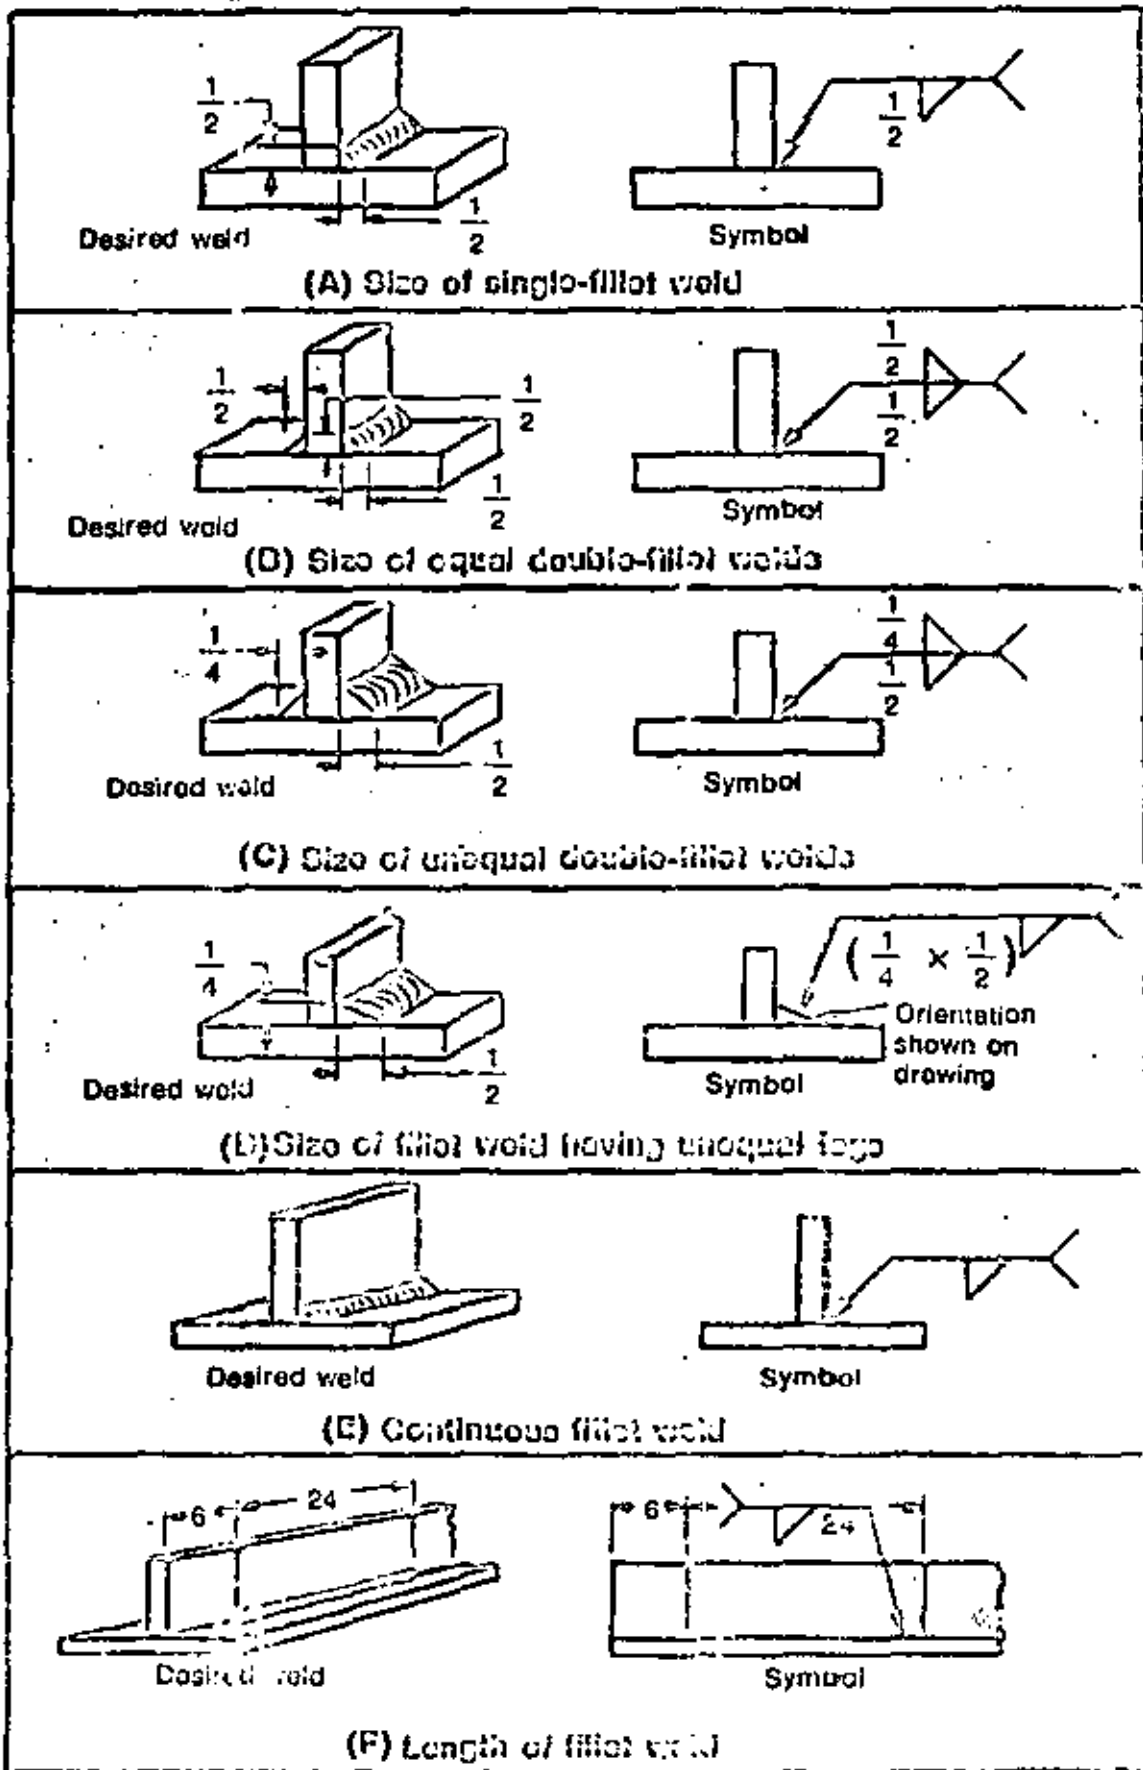 1/2
1/2
1/2
Desired weld
Symbol
(A) Size of single-fillet weld
1/2
1/2
1/2
1/2
1/2
Desired weld
Symbol
(B) Size of equal double-fillet welds
1/4
1/2
1/4
1/2
Desired weld
Symbol
(C) Size of unequal double-fillet welds
1/4
1/2
(1/4 × 1/2)
Orientation
shown on
drawing
Desired weld
Symbol
(D) Size of fillet weld having unequal legs
Desired weld
Symbol
(E) Continuous fillet weld
6
24
6
24
Desired weld
Symbol
(F) Length of fillet weld